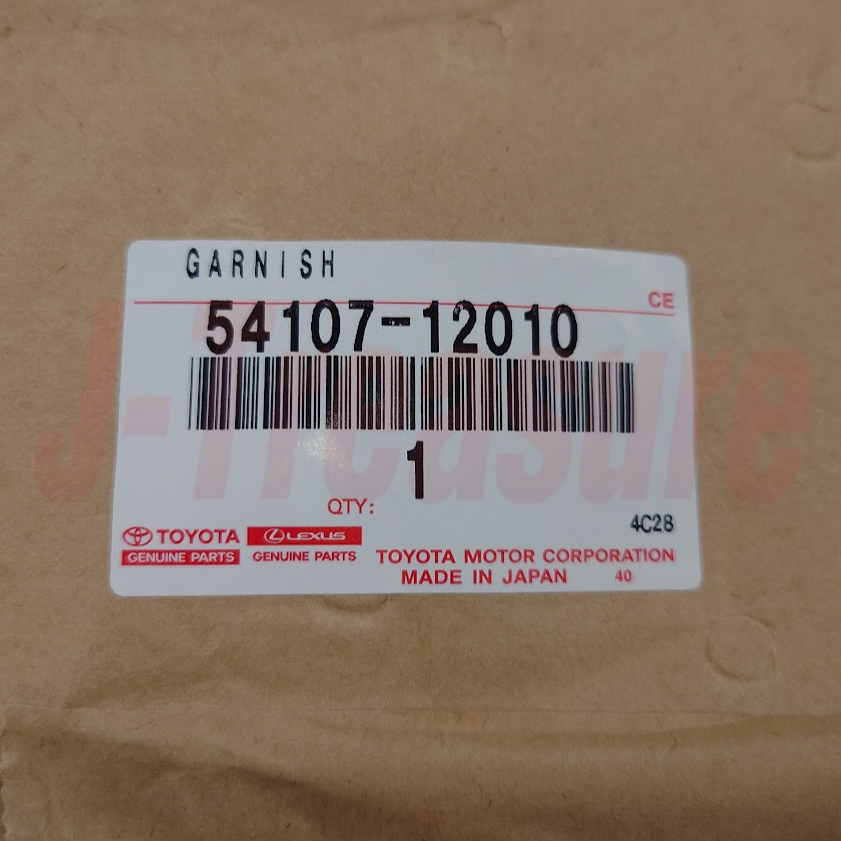 GARNISH
CE
54107-12010
1
QTY:
4C28
TOYOTA LEXUS
GENUINE PARTS GENUINE PARTS
TOYOTA MOTOR CORPORATION
MADE IN JAPAN 40
J-Treasure